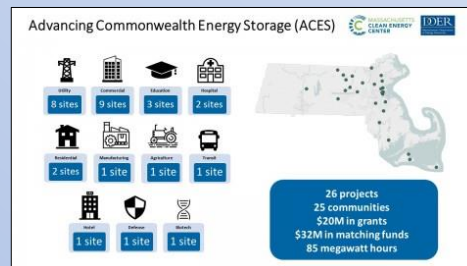 Advancing Commonwealth Energy Storage (ACES)
MASSACHUSETTS
CLEAN ENERGY
CENTER
DOER
Utility
Commercial
Education
Hospital
8 sites
9 sites
3 sites
2 sites
Residential
Manufacturing
Agriculture
Transit
2 sites
1 site
1 site
1 site
Hotel
Defense
Biotech
1 site
1 site
1 site
26 projects
25 communities
$20M in grants
$32M in matching funds
85 megawatt hours